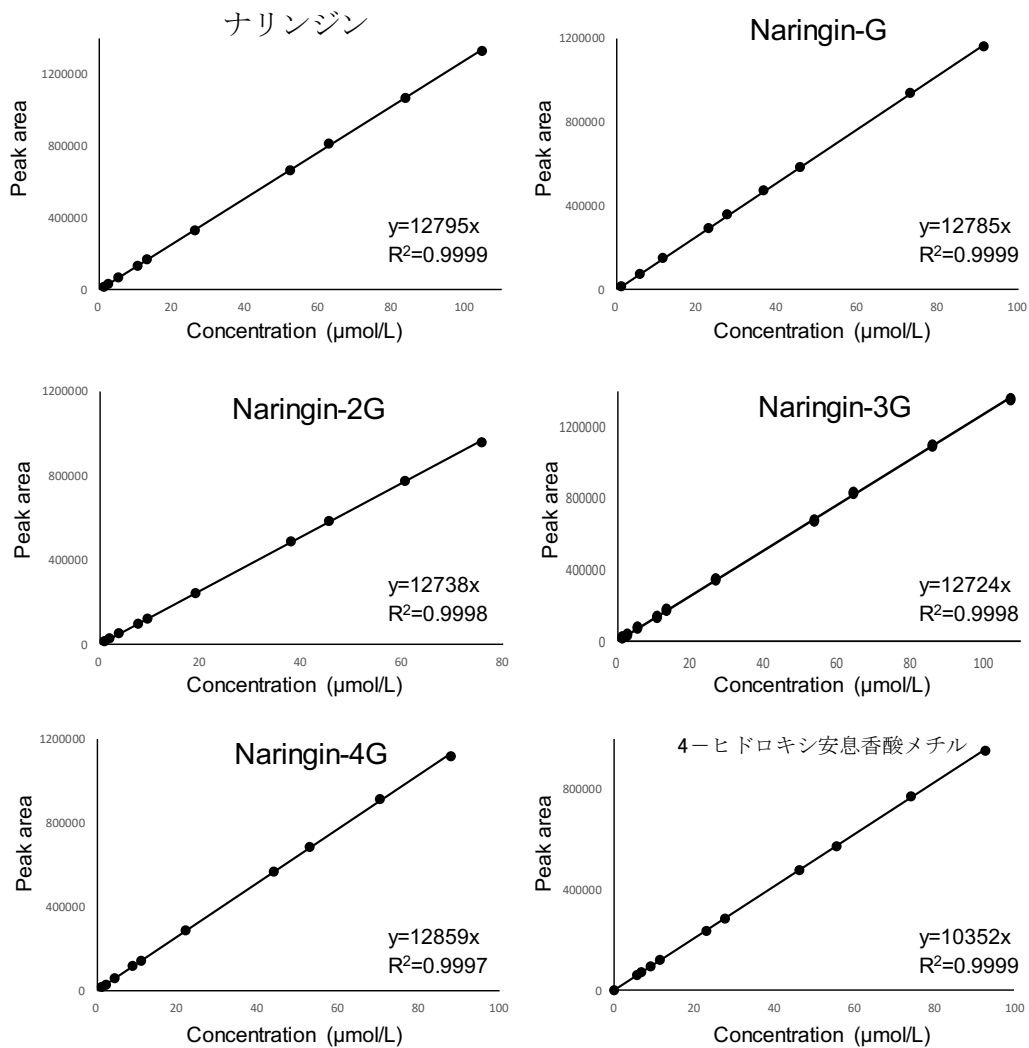 ナリンジン
1200000
800000
400000
0
Peak area
y=12795x
R²=0.9999
0 20 40 60 80 100
Concentration (μmol/L)
Naringin-G
1200000
800000
400000
0
Peak area
y=12785x
R²=0.9999
0 20 40 60 80 100
Concentration (μmol/L)
Naringin-2G
1200000
800000
400000
0
Peak area
y=12738x
R²=0.9998
0 20 40 60 80
Concentration (μmol/L)
Naringin-3G
1200000
800000
400000
0
Peak area
y=12724x
R²=0.9998
0 20 40 60 80 100
Concentration (μmol/L)
Naringin-4G
1200000
800000
400000
0
Peak area
y=12859x
R²=0.9997
0 20 40 60 80 100
Concentration (μmol/L)
4－ヒドロキシ安息香酸メチル
800000
400000
0
Peak area
y=10352x
R²=0.9999
0 20 40 60 80 100
Concentration (μmol/L)